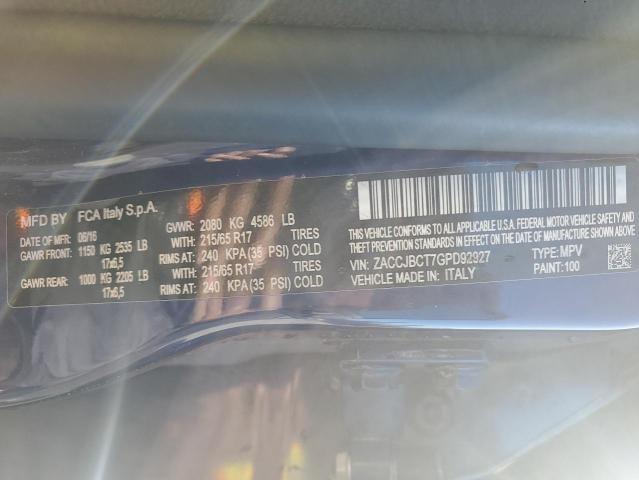 MFD BY FCA Italy S.p.A.
DATE OF MFR: 06/16 GVWR: 2080 KG 4586 LB
GAWR FRONT: 1150 KG 2535 LB WITH 215/65 R17 TIRES
17x6,5 RIMS AT: 240 KPA (35 PSI) COLD
GAWR REAR: 1000 KG 2205 LB WITH: 215/65 R17 TIRES
17x6,5 RIMS AT: 240 KPA (35 PSI) COLD
THIS VEHICLE CONFORMS TO ALL APPLICABLE U.S.A. FEDERAL MOTOR VEHICLE SAFETY AND
THEFT PREVENTION STANDARDS IN EFFECT ON THE DATE OF MANUFACTURE SHOWN ABOVE.
VIN: ZACCJBCT7GPD92927 TYPE: MPV
VEHICLE MADE IN: ITALY PAINT: 100